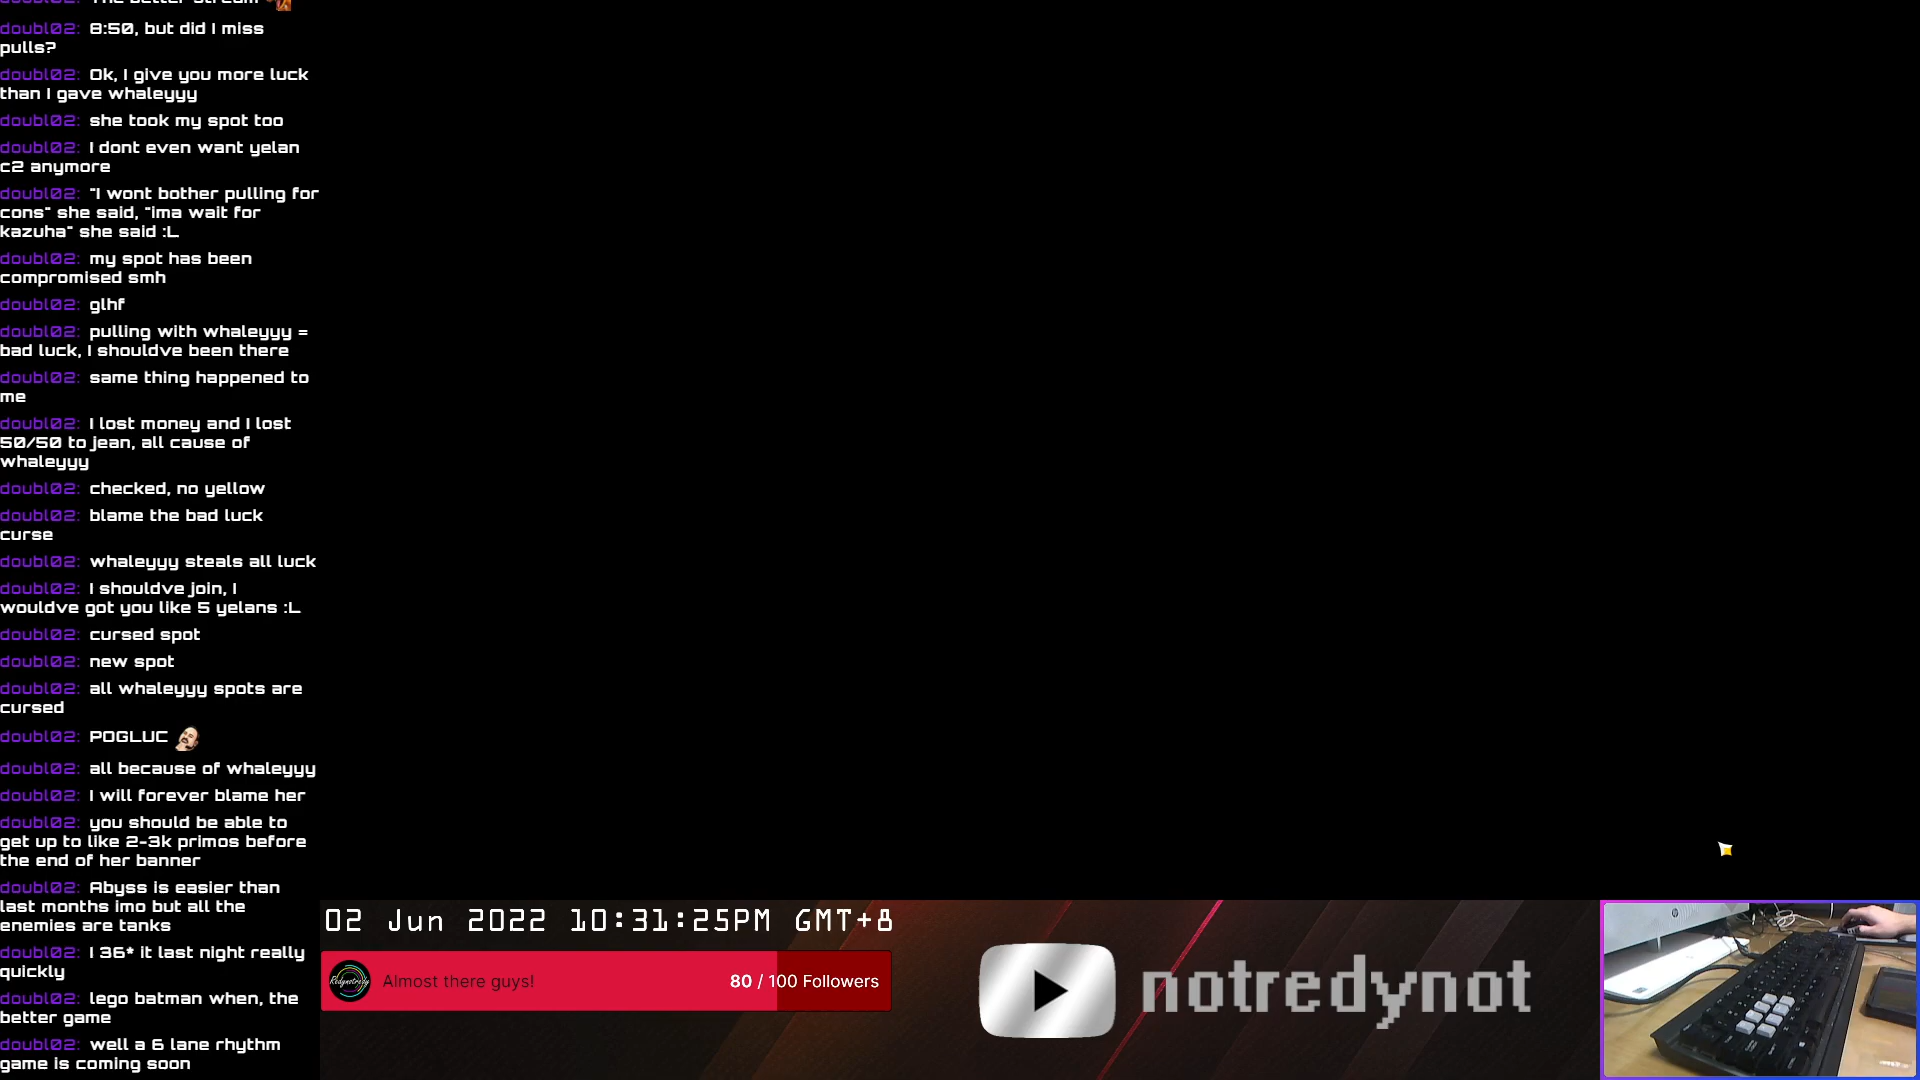 doubl02: The better stream
doubl02: 8:50, but did I miss
pulls?
doubl02: Ok, I give you more luck
than I gave whaleyyy
doubl02: she took my spot too
doubl02: I dont even want yelan
c2 anymore
doubl02: "I wont bother pulling for
cons" she said, "ima wait for
kazuha" she said :L
doubl02: my spot has been
compromised smh
doubl02: glhf
doubl02: pulling with whaleyyy =
bad luck, I shouldve been there
doubl02: same thing happened to
me
doubl02: I lost money and I lost
50/50 to jean, all cause of
whaleyyy
doubl02: checked, no yellow
doubl02: blame the bad luck
curse
doubl02: whaleyyy steals all luck
doubl02: I shouldve join, I
wouldve got you like 5 yelans :L
doubl02: cursed spot
doubl02: new spot
doubl02: all whaleyyy spots are
cursed
doubl02: POGLUC
doubl02: all because of whaleyyy
doubl02: I will forever blame her
doubl02: you should be able to
get up to like 2-3k primos before
the end of her banner
doubl02: Abyss is easier than
last months imo but all the
enemies are tanks
doubl02: I 36* it last night really
quickly
doubl02: lego batman when, the
better game
doubl02: well a 6 lane rhythm
game is coming soon
02 Jun 2022 10:31:25PM GMT+8
Redynotredy
Almost there guys!
80 / 100 Followers
notredynot
hp